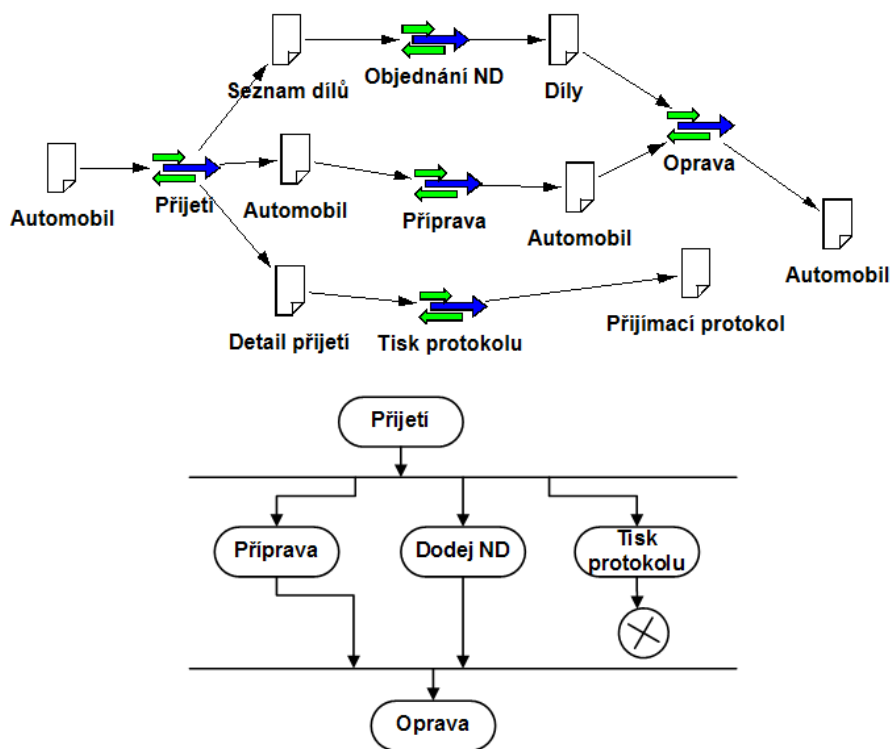 Seznam dílů
Objednání ND
Díly
Oprava
Automobil
Přijetí
Automobil
Příprava
Automobil
Automobil
Detail přijetí
Tisk protokolu
Přijímací protokol
Přijetí
Příprava
Dodej ND
Tisk
protokolu
Oprava